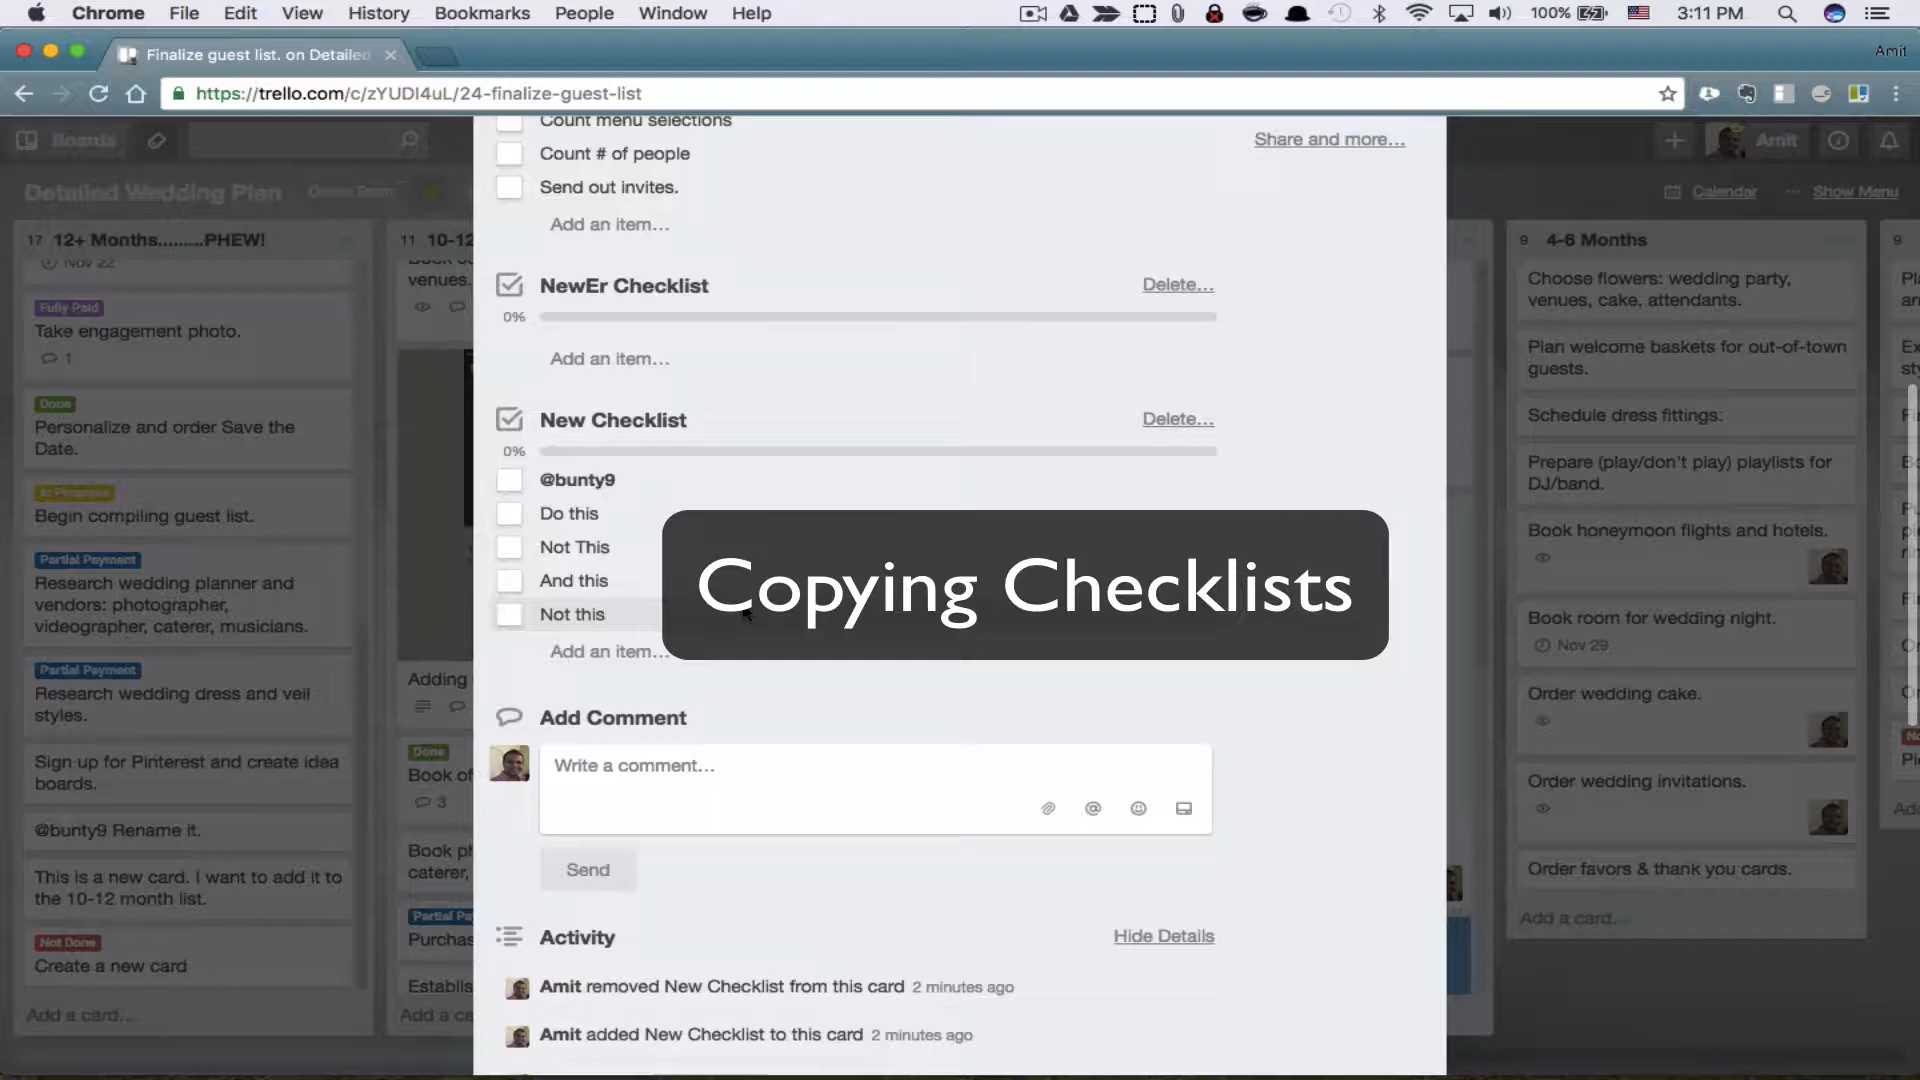 Chrome File Edit View History Bookmarks People Window Help
100% 3:11 PM
Finalize guest list. on Detailed
Amit
https://trello.com/c/zYUDI4uL/24-finalize-guest-list
Boards
Amit
Detailed Wedding Plan
Calendar
Show Menu
17 12+ Months.........PHEW!
Nov 22
Fully Paid
Take engagement photo.
1
Done
Personalize and order Save the
Date.
In Progress
Begin compiling guest list.
Partial Payment
Research wedding planner and
vendors: photographer,
videographer, caterer, musicians.
Partial Payment
Research wedding dress and veil
styles.
Sign up for Pinterest and create idea
boards.
@bunty9 Rename it.
This is a new card. I want to add it to
the 10-12 month list.
Not Done
Create a new card
Add a card...
11 10-12
venues.
Adding
Done
Book of
3
Book ph
caterer,
Partial Pa
Purchas
Establis
Add a ca
Count menu selections
Count # of people
Send out invites.
Add an item...
Share and more...
NewEr Checklist
Delete...
0%
Add an item...
New Checklist
Delete...
0%
@bunty9
Do this
Not This
And this
Not this
Add an item...
Copying Checklists
Add Comment
Write a comment...
Send
Activity
Hide Details
Amit removed New Checklist from this card 2 minutes ago
Amit added New Checklist to this card 2 minutes ago
9 4-6 Months
Choose flowers: wedding party,
venues, cake, attendants.
Plan welcome baskets for out-of-town
guests.
Schedule dress fittings.
Prepare (play/don't play) playlists for
DJ/band.
Book honeymoon flights and hotels.
Book room for wedding night.
Nov 29
Order wedding cake.
Order wedding invitations.
Order favors & thank you cards.
Add a card...
9